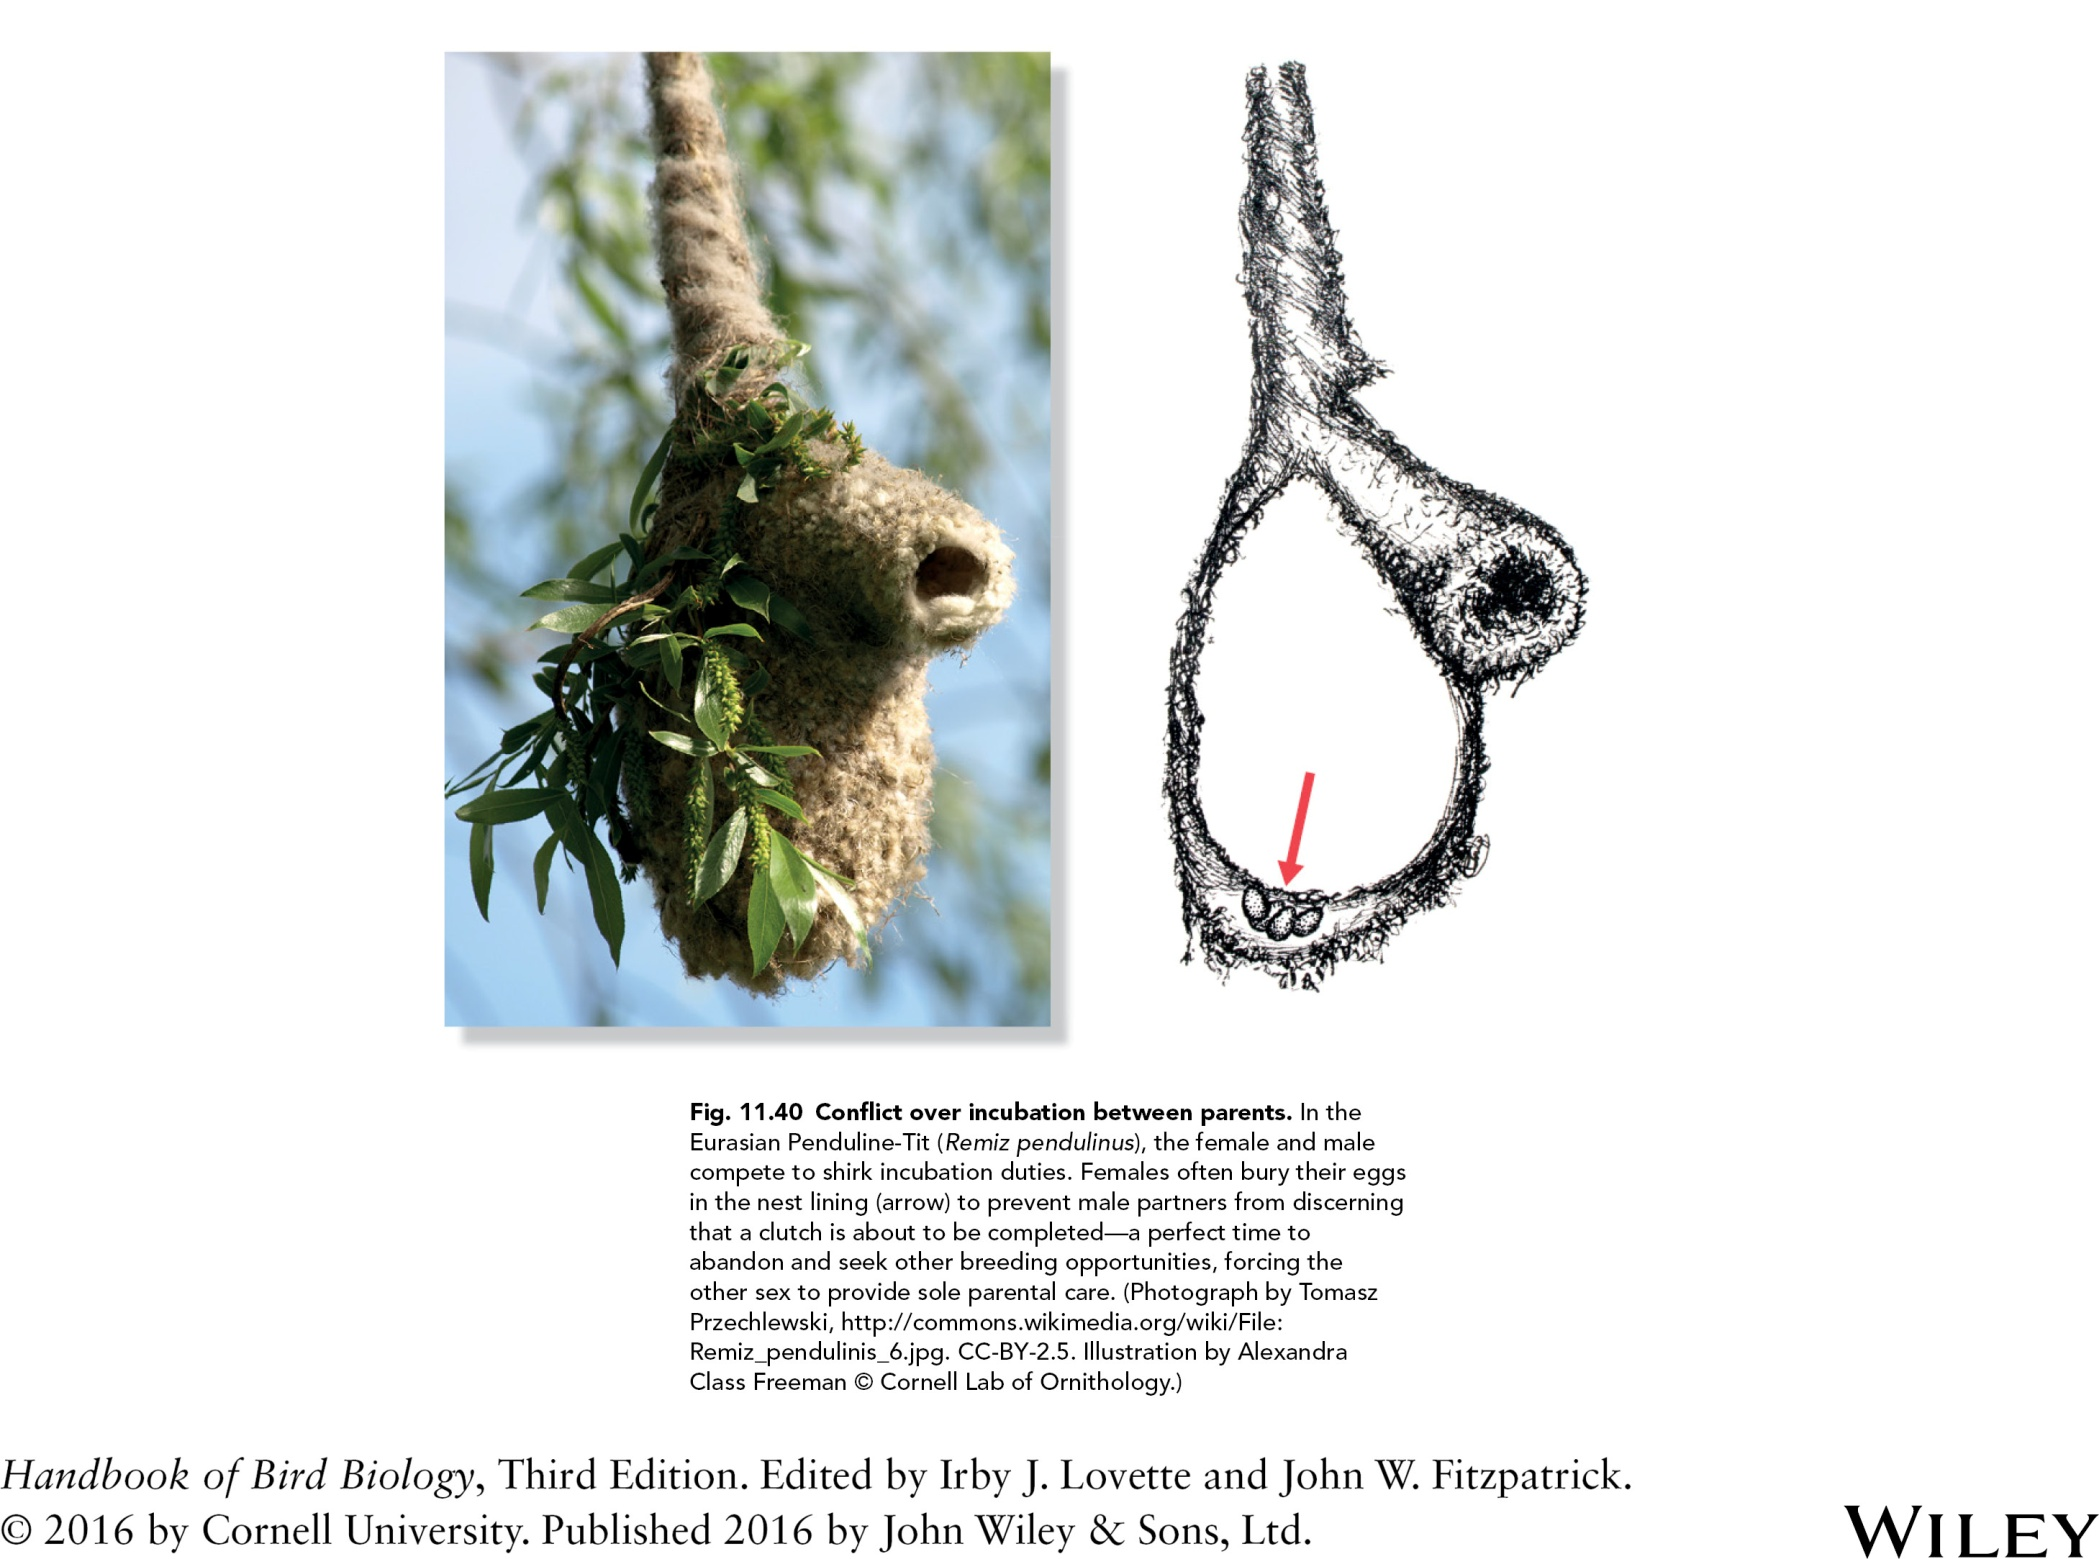 Fig. 11.40 Conflict over incubation between parents. In the
Eurasian Penduline-Tit (Remiz pendulinus), the female and male
compete to shirk incubation duties. Females often bury their eggs
in the nest lining (arrow) to prevent male partners from discerning
that a clutch is about to be completed—a perfect time to
abandon and seek other breeding opportunities, forcing the
other sex to provide sole parental care. (Photograph by Tomasz
Przechlewski, http://commons.wikimedia.org/wiki/File:
Remiz_pendulinis_6.jpg. CC-BY-2.5. Illustration by Alexandra
Class Freeman © Cornell Lab of Ornithology.)
Handbook of Bird Biology, Third Edition. Edited by Irby J. Lovette and John W. Fitzpatrick.
© 2016 by Cornell University. Published 2016 by John Wiley & Sons, Ltd.
WILEY